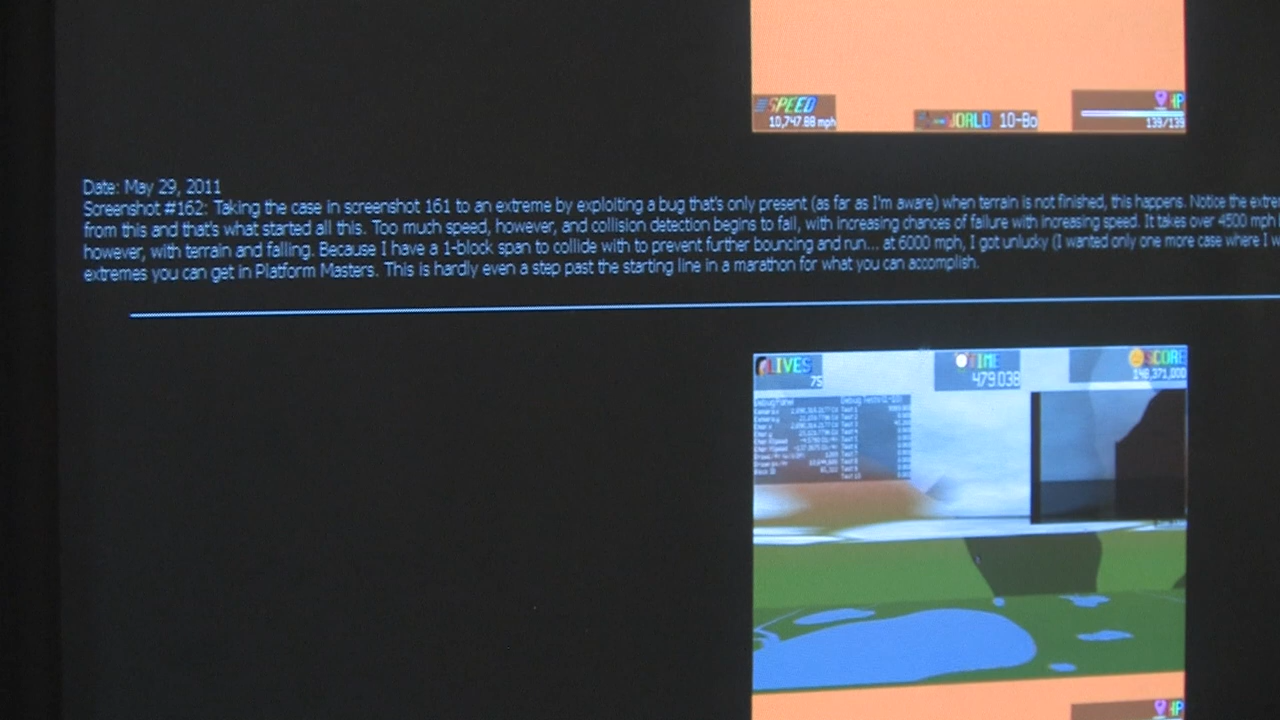 SPEED
10,747.88 mph
WORLD 10-Bo
HP
139/139
Date: May 29, 2011
Screenshot #162: Taking the case in screenshot 161 to an extreme by exploiting a bug that's only present (as far as I'm aware) when terrain is not finished, this happens. Notice the extre
from this and that's what started all this. Too much speed, however, and collision detection begins to fail, with increasing chances of failure with increasing speed. It takes over 4500 mph
however, with terrain and falling. Because I have a 1-block span to collide with to prevent further bouncing and run... at 6000 mph, I got unlucky (I wanted only one more case where I w
extremes you can get in Platform Masters. This is hardly even a step past the starting line in a marathon for what you can accomplish.
LIVES
75
TIME
479.038
SCORE
148,371,000
HP